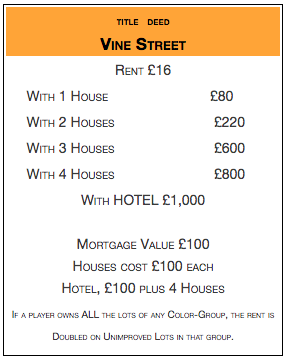 TITLE DEED
VINE STREET
RENT £16
WITH 1 HOUSE £80
WITH 2 HOUSES £220
WITH 3 HOUSES £600
WITH 4 HOUSES £800
WITH HOTEL £1,000
MORTGAGE VALUE £100
HOUSES COST £100 EACH
HOTEL, £100 PLUS 4 HOUSES
IF A PLAYER OWNS ALL THE LOTS OF ANY COLOR-GROUP, THE RENT IS
DOUBLED ON UNIMPROVED LOTS IN THAT GROUP.